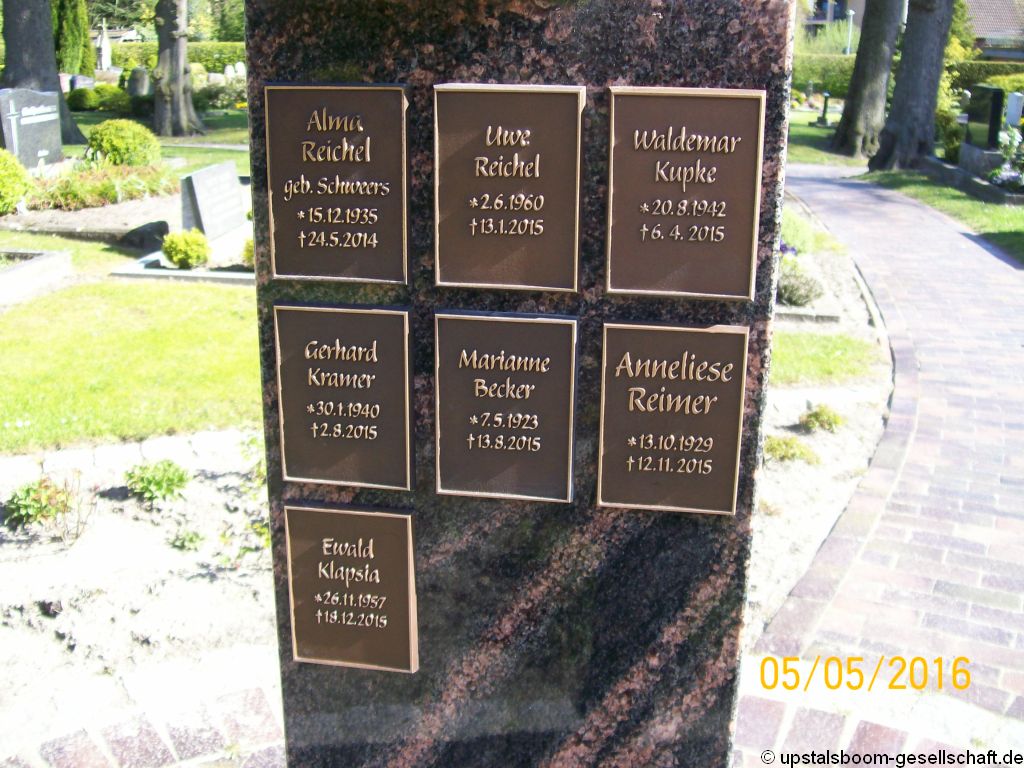 Alma
Reichel
geb. Schweers
*15.12.1935
†24.5.2014
Uwe
Reichel
*2.6.1960
†13.1.2015
Waldemar
Kupke
*20.8.1942
†6.4.2015
Gerhard
Kramer
*30.1.1940
†2.8.2015
Marianne
Becker
*7.5.1923
†13.8.2015
Anneliese
Reimer
*13.10.1929
†12.11.2015
Ewald
Klapsia
*26.11.1957
†18.12.2015
05/05/2016
© upstalsboom-gesellschaft.de